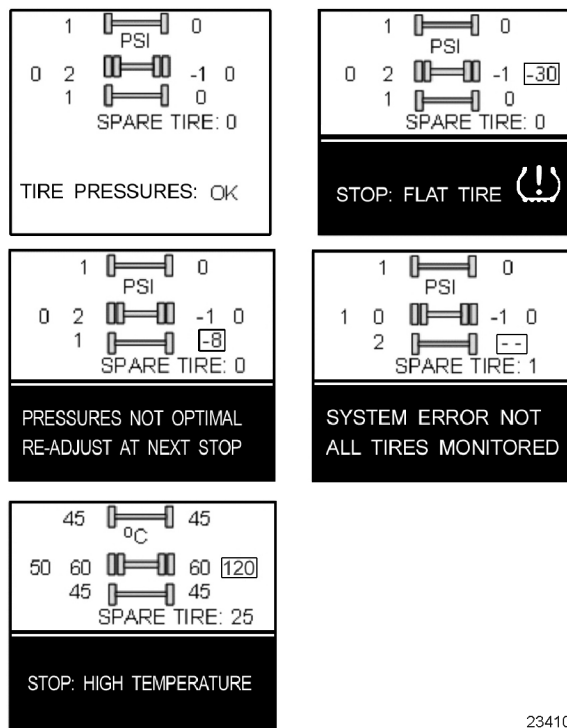 1 0
PSI
0 2 -1 0
1 0
SPARE TIRE: 0
TIRE PRESSURES: OK
1 0
PSI
0 2 -1 -30
1 0
SPARE TIRE: 0
STOP: FLAT TIRE (!)
1 0
PSI
0 2 -1 0
1 -8
SPARE TIRE: 0
PRESSURES NOT OPTIMAL
RE-ADJUST AT NEXT STOP
1 0
PSI
1 0 -1 0
2 --
SPARE TIRE: 1
SYSTEM ERROR NOT
ALL TIRES MONITORED
45 45
ºC
50 60 60 120
45 45
SPARE TIRE: 25
STOP: HIGH TEMPERATURE
23410